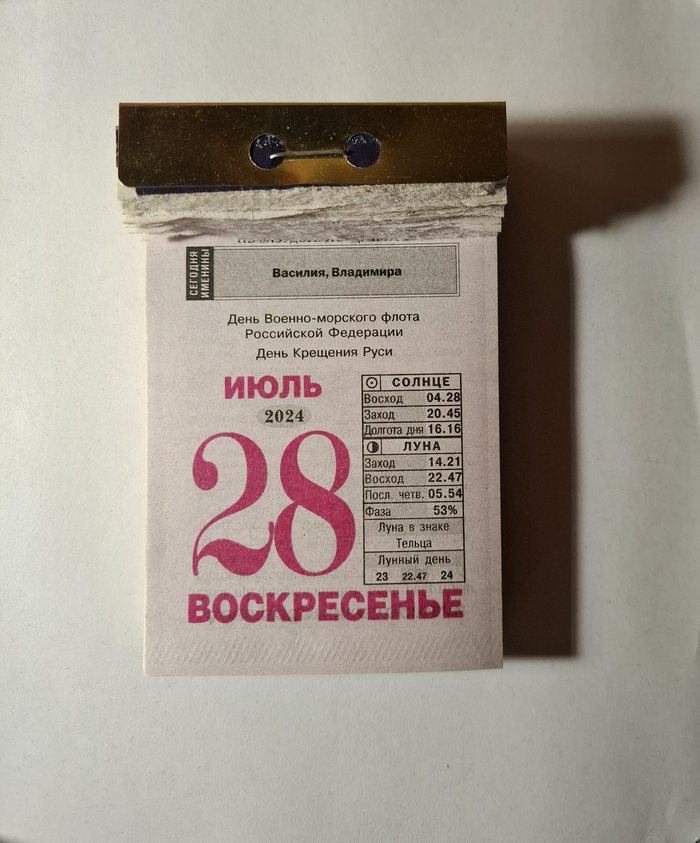 СЕГОДНЯ
ИМЕНИНЫ
Василия, Владимира
День Военно-морского флота
Российской Федерации
День Крещения Руси
ИЮЛЬ
2024
28
СОЛНЦЕ
Восход 04.28
Заход 20.45
Долгота дня 16.16
ЛУНА
Заход 14.21
Восход 22.47
Посл. четв. 05.54
Фаза 53%
Луна в знаке
Тельца
Лунный день
23 22.47 24
ВОСКРЕСЕНЬЕ